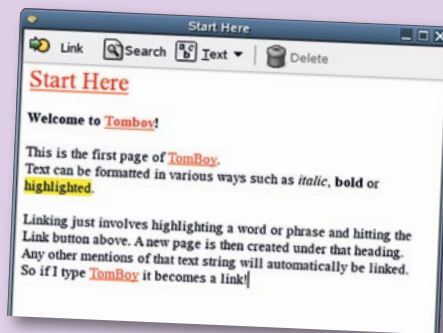 Start Here
Link Search Text Delete
Start Here
Welcome to Tomboy!
This is the first page of TomBoy.
Text can be formatted in various ways such as italic, bold or
highlighted.
Linking just involves highlighting a word or phrase and hitting the
Link button above. A new page is then created under that heading.
Any other mentions of that text string will automatically be linked.
So if I type TomBoy it becomes a link!